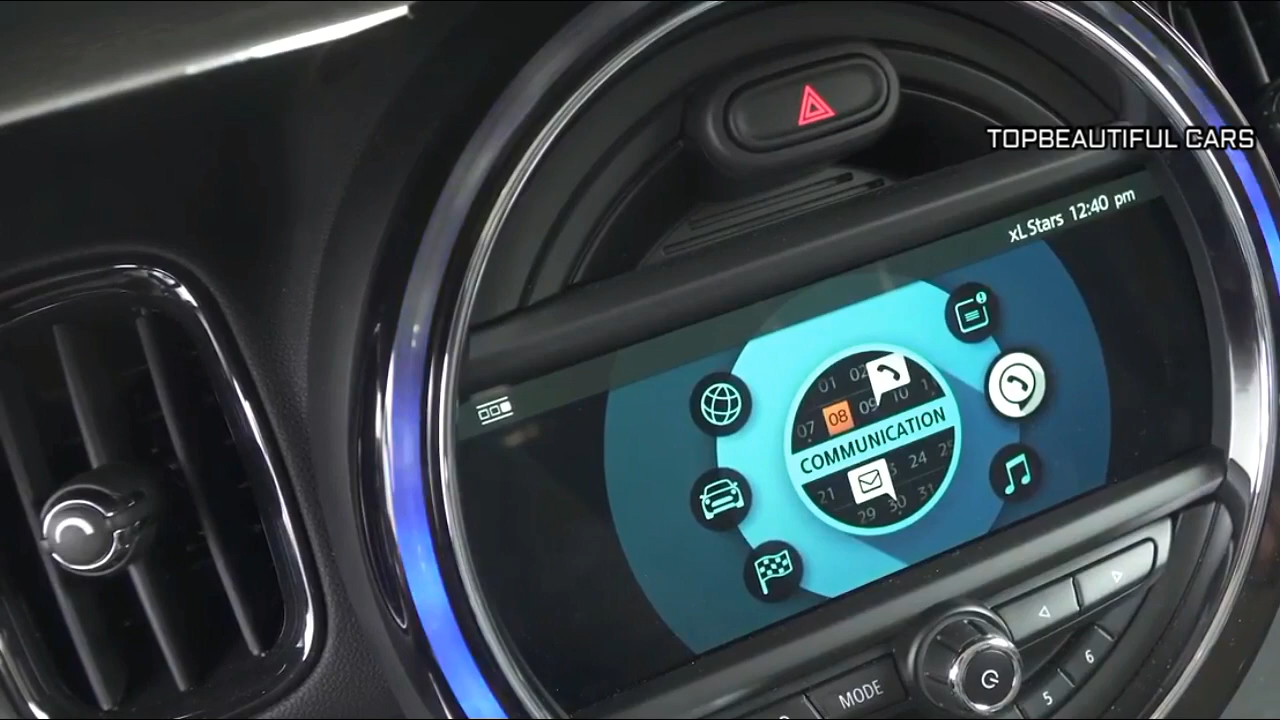 TOPBEAUTIFUL CARS
xL Stars 12:40 pm
01 02
07 08 09 10
COMMUNICATION
21 24
29 30 31
MODE
5 6